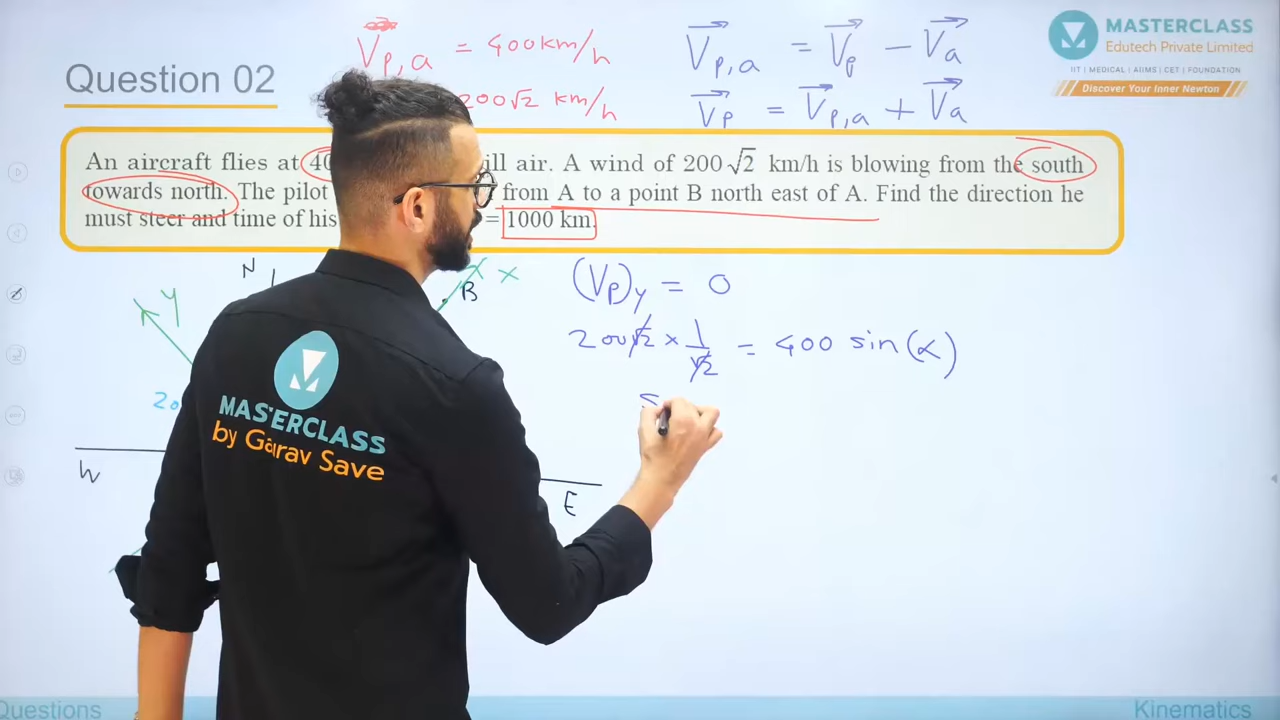 Question 02
V⃗p,a = 400 km/h
200√2 km/h
V⃗p,a = V⃗p − V⃗a
V⃗p = V⃗p,a + V⃗a
MASTERCLASS
Edutech Private Limited
IIT | MEDICAL | AIIMS | CET | FOUNDATION
Discover Your Inner Newton
An aircraft flies at 40 ill air. A wind of 200√2 km/h is blowing from the south
towards north. The pilot from A to a point B north east of A. Find the direction he
must steer and time of his = 1000 km.
N
B
X
Y
20
W
E
(Vp)y = 0
200√2 × 1/√2 = 400 sin(α)
S
MASTERCLASS
by Gaurav Save
Questions
Kinematics